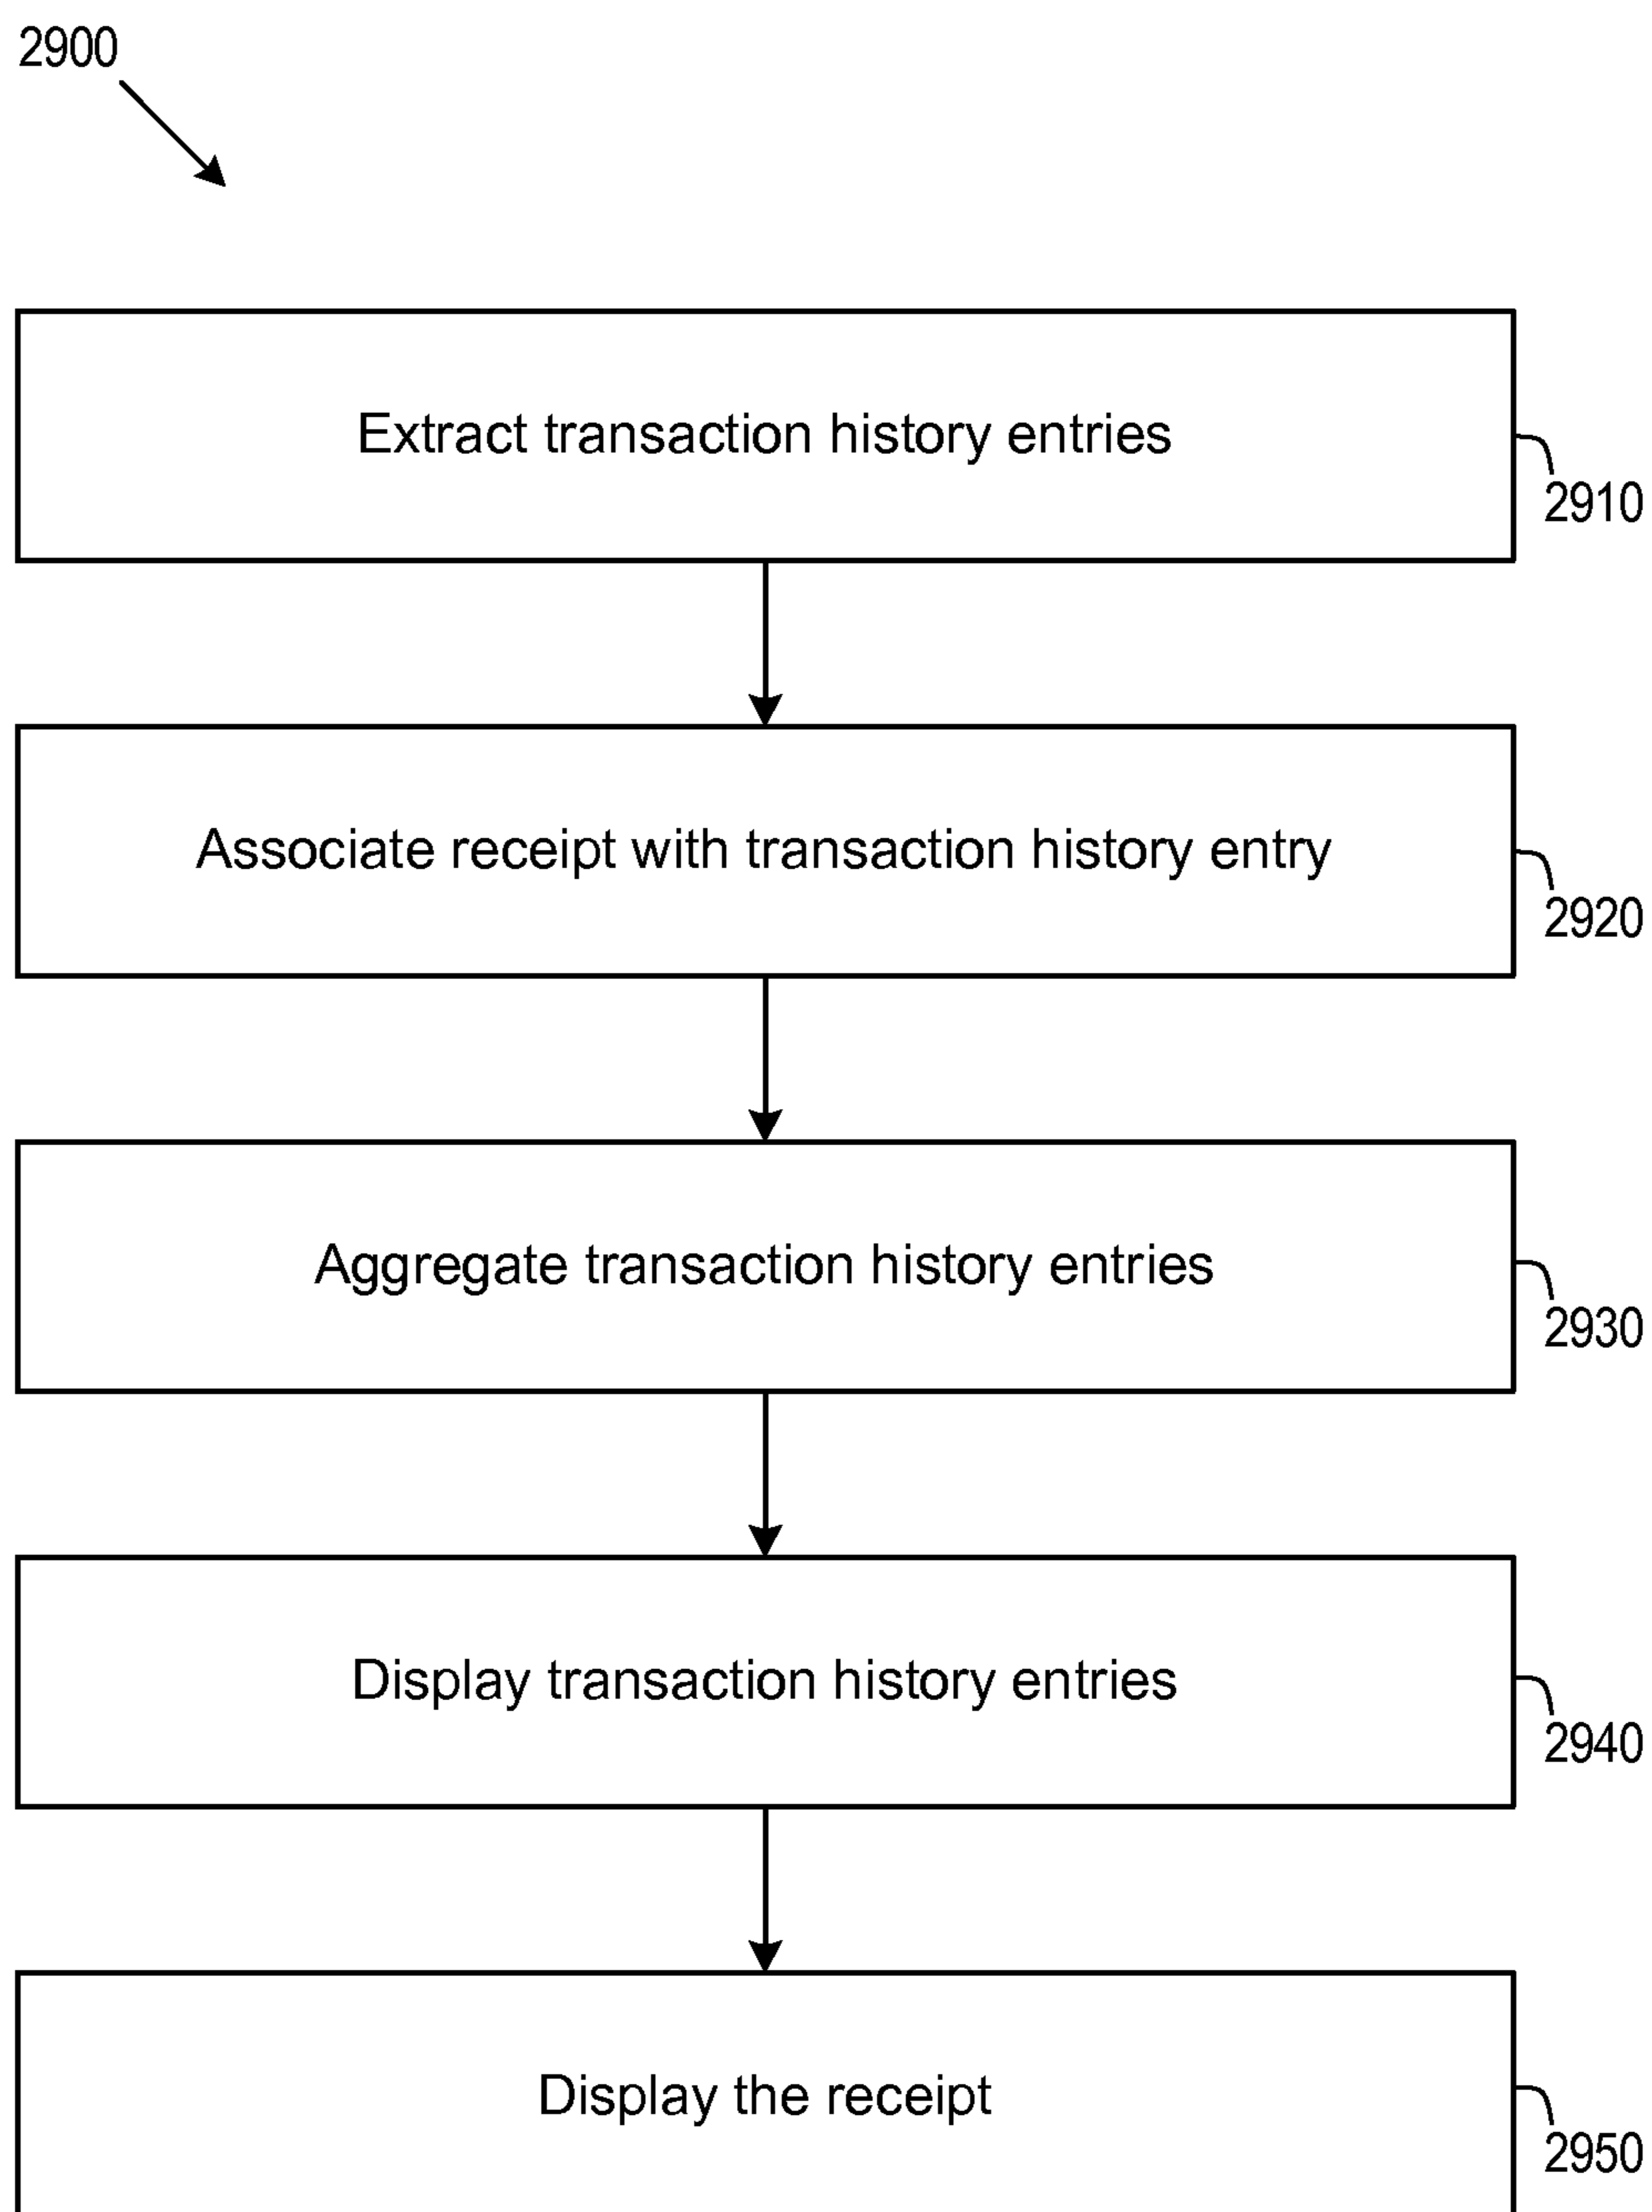 2900
Extract transaction history entries
2910
Associate receipt with transaction history entry
2920
Aggregate transaction history entries
2930
Display transaction history entries
2940
Display the receipt
2950